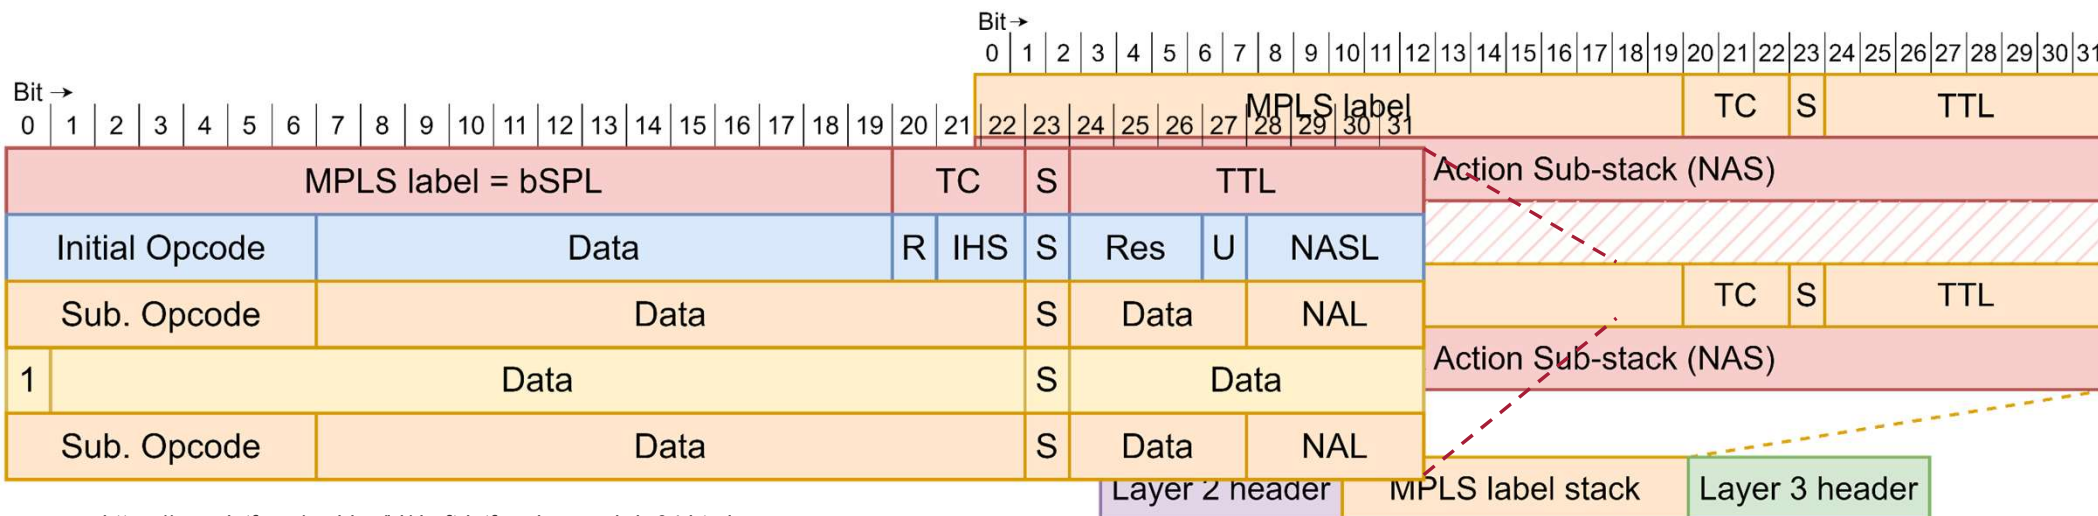 Bit→
0 1 2 3 4 5 6 7 8 9 10 11 12 13 14 15 16 17 18 19 20 21 22 23 24 25 26 27 28 29 30 31
MPLS label TC S TTL
Bit →
0 1 2 3 4 5 6 7 8 9 10 11 12 13 14 15 16 17 18 19 20 21 22 23 24 25 26 27 28 29 30 31
MPLS label = bSPL TC S TTL
Action Sub-stack (NAS)
Initial Opcode Data R IHS S Res U NASL
Sub. Opcode Data S Data NAL
TC S TTL
1 Data S Data
Action Sub-stack (NAS)
Sub. Opcode Data S Data NAL
Layer 2 header MPLS label stack Layer 3 header